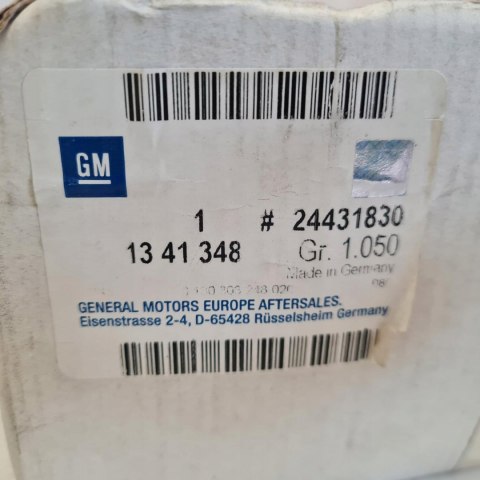 GM
1 # 24431830
13 41 348 Gr. 1.050
Made in Germany
GENERAL MOTORS EUROPE AFTERSALES.
Eisenstrasse 2-4, D-65428 Rüsselsheim Germany